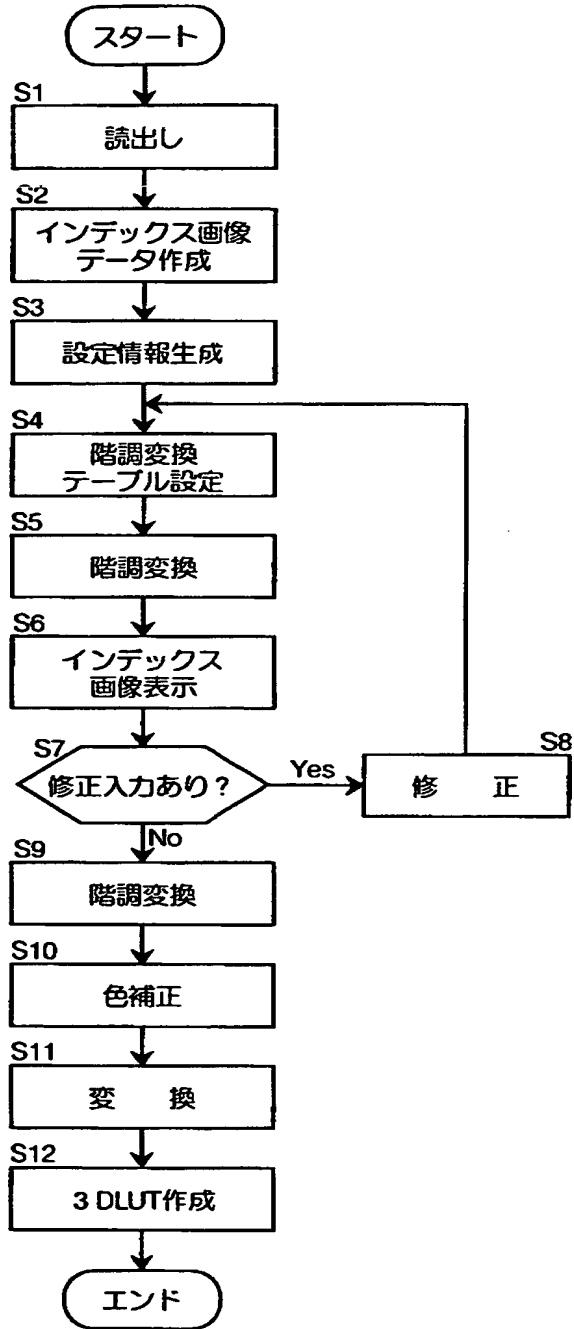 スタート
S1
読出し
S2
インデックス画像
データ作成
S3
設定情報生成
S4
階調変換
テーブル設定
S5
階調変換
S6
インデックス
画像表示
S7
修正入力あり?
Yes
S8
修 正
No
S9
階調変換
S10
色補正
S11
変 換
S12
3 DLUT作成
エンド